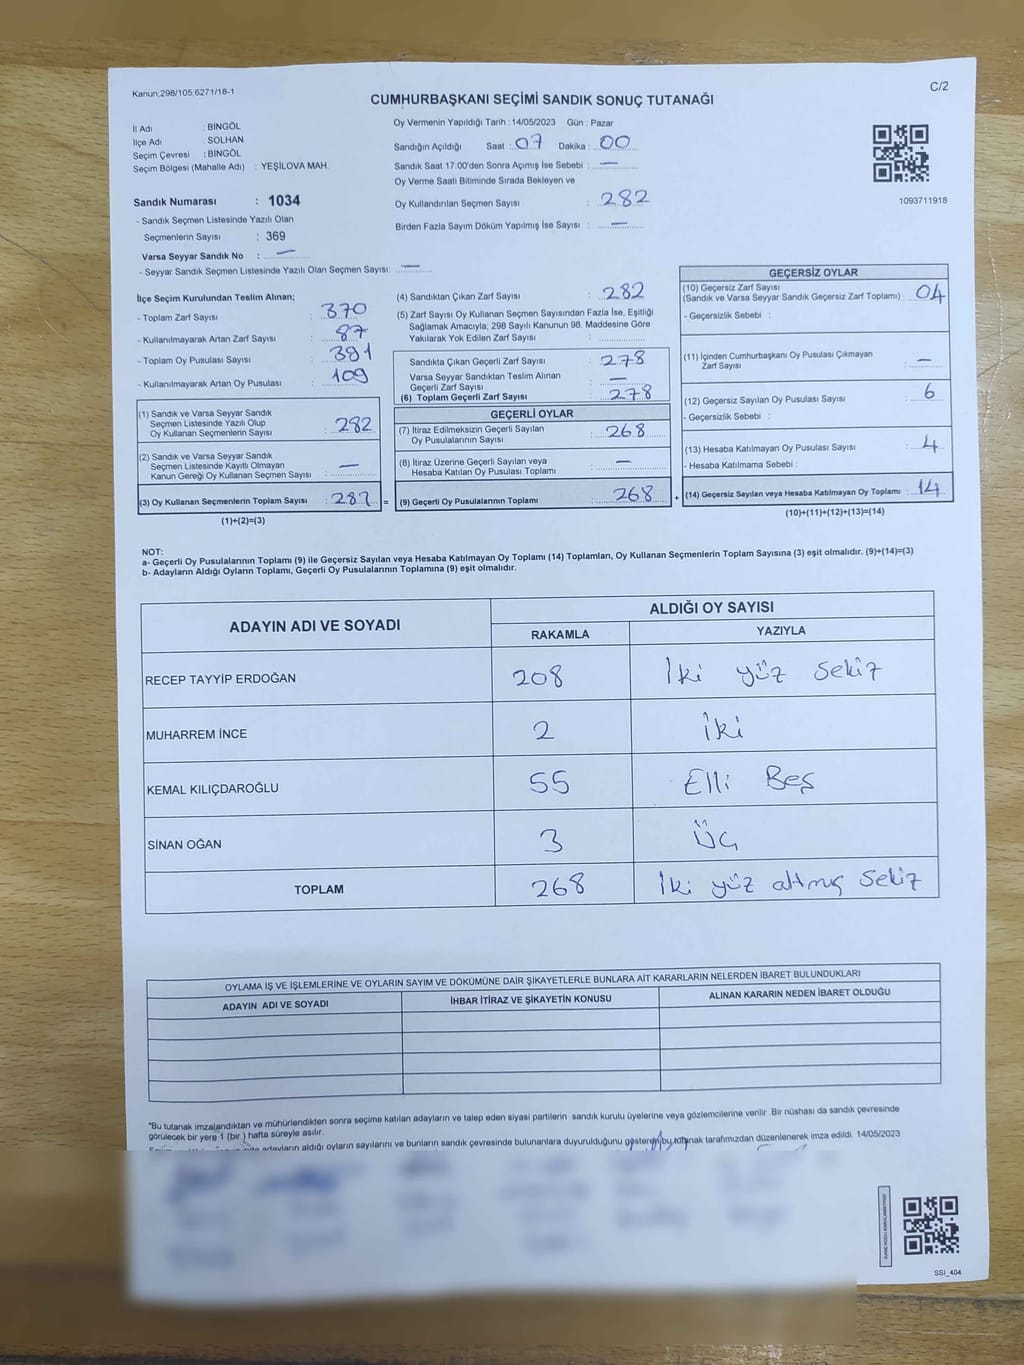 Kanun;298/105,6271/18-1
C/2
CUMHURBAŞKANI SEÇİMİ SANDIK SONUÇ TUTANAĞI
İl Adı : BİNGÖL
İlçe Adı : SOLHAN
Seçim Çevresi : BİNGÖL
Seçim Bölgesi (Mahalle Adı) : YEŞİLOVA MAH.
Sandık Numarası : 1034
- Sandık Seçmen Listesinde Yazılı Olan
Seçmenlerin Sayısı : 369
Varsa Seyyar Sandık No : —
- Seyyar Sandık Seçmen Listesinde Yazılı Olan Seçmen Sayısı: —
Oy Vermenin Yapıldığı Tarih : 14/05/2023 Gün : Pazar
Sandığın Açıldığı Saat : 07 Dakika : 00
Sandık Saat 17:00'den Sonra Açımış İse Sebebi : —
Oy Verme Saati Bitiminde Sırada Bekleyen ve
Oy Kullandırılan Seçmen Sayısı : 282
Birden Fazla Sayım Döküm Yapılmış İse Sayısı : —
1093711918
İlçe Seçim Kurulundan Teslim Alınan;
- Toplam Zarf Sayısı : 370
- Kullanılmayarak Artan Zarf Sayısı : 87
- Toplam Oy Pusulası Sayısı : 391
- Kullanılmayarak Artan Oy Pusulası : 109
(1) Sandık ve Varsa Seyyar Sandık
Seçmen Listesinde Yazılı Olup
Oy Kullanan Seçmenlerin Sayısı : 282
(2) Sandık ve Varsa Seyyar Sandık
Seçmen Listesinde Kayıtlı Olmayan
Kanun Gereği Oy Kullanan Seçmen Sayısı : —
(3) Oy Kullanan Seçmenlerin Toplam Sayısı : 282 =
(1)+(2)=(3)
(4) Sandıktan Çıkan Zarf Sayısı : 282
(5) Zarf Sayısı Oy Kullanan Seçmen Sayısından Fazla İse, Eşitliği
Sağlamak Amacıyla; 298 Sayılı Kanunun 98. Maddesine Göre
Yakılarak Yok Edilen Zarf Sayısı :
Sandıkta Çıkan Geçerli Zarf Sayısı : 278
Varsa Seyyar Sandıktan Teslim Alınan
Geçerli Zarf Sayısı : —
(6) Toplam Geçerli Zarf Sayısı : 278
GEÇERLİ OYLAR
(7) İtiraz Edilmeksizin Geçerli Sayılan
Oy Pusulalarının Sayısı : 268
(8) İtiraz Üzerine Geçerli Sayılan veya
Hesaba Katılan Oy Pusulası Toplamı : —
(9) Geçerli Oy Pusulalarının Toplamı : 268 +
GEÇERSİZ OYLAR
(10) Geçersiz Zarf Sayısı
(Sandık ve Varsa Seyyar Sandık Geçersiz Zarf Toplamı) : 04
- Geçersizlik Sebebi :
(11) İçinden Cumhurbaşkanı Oy Pusulası Çıkmayan
Zarf Sayısı : —
(12) Geçersiz Sayılan Oy Pusulası Sayısı : 6
- Geçersizlik Sebebi :
(13) Hesaba Katılmayan Oy Pusulası Sayısı : 4
- Hesaba Katılmama Sebebi :
(14) Geçersiz Sayılan veya Hesaba Katılmayan Oy Toplamı : 14
(10)+(11)+(12)+(13)=(14)
NOT:
a- Geçerli Oy Pusulalarının Toplamı (9) ile Geçersiz Sayılan veya Hesaba Katılmayan Oy Toplamı (14) Toplamları, Oy Kullanan Seçmenlerin Toplam Sayısına (3) eşit olmalıdır. (9)+(14)=(3)
b- Adayların Aldığı Oyların Toplamı, Geçerli Oy Pusulalarının Toplamına (9) eşit olmalıdır.
ADAYIN ADI VE SOYADI ALDIĞI OY SAYISI
RAKAMLA YAZIYLA
RECEP TAYYİP ERDOĞAN 208 İki yüz sekiz
MUHARREM İNCE 2 iki
KEMAL KILIÇDAROĞLU 55 Elli Beş
SİNAN OĞAN 3 Üç
TOPLAM 268 İki yüz altmış sekiz
OYLAMA İŞ VE İŞLEMLERİNE VE OYLARIN SAYIM VE DÖKÜMÜNE DAİR ŞİKAYETLERLE BUNLARA AİT KARARLARIN NELERDEN İBARET BULUNDUKLARI
ADAYIN ADI VE SOYADI İHBAR İTİRAZ VE ŞİKAYETİN KONUSU ALINAN KARARIN NEDEN İBARET OLDUĞU
"Bu tutanak imzalandıktan ve mühürlendikten sonra seçime katılan adayların ve talep eden siyasi partilerin sandık kurulu üyelerine veya gözlemcilerine verilir. Bir nüshası da sandık çevresinde
görülecek bir yere 1 (bir ) hafta süreyle asılır.
adayların aldığı oyların sayılarını ve bunların sandık çevresinde bulunanlara duyurulduğunu gösteren bu tutanak tarafımızdan düzenlenerek imza edildi. 14/05/2023
SSI_404